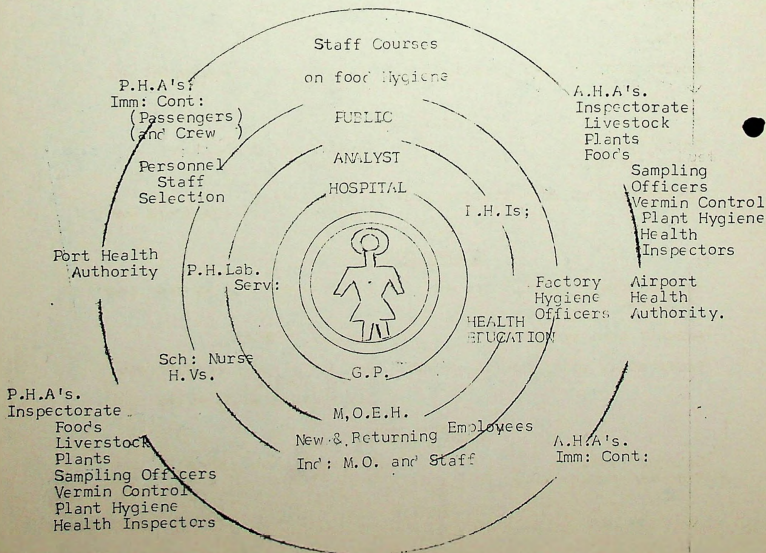 Staff Courses
on food Hygiene
P.H.A's:
Imm: Cont:
(Passengers)
(and Crew )
A.H.A's.
Inspectorate
Livestock
Plants
Foods
Sampling
Officers
Vermin Control
Plant Hygiene
Health
Inspectors
PUBLIC
ANALYST
HOSPITAL
Personnel
Staff
Selection
I.H.Is;
Port Health
Authority
P.H.Lab.
Serv:
Factory
Hygiene
Officers
Airport
Health
Authority.
HEALTH
EDUCATION
Sch: Nurse
H.Vs.
G.P.
P.H.A's.
Inspectorate
Foods
Liverstock
Plants
Sampling Officers
Vermin Control
Plant Hygiene
Health Inspectors
M,O.E.H.
New & Returning Employees
Ind: M.O. and Staff
A.H.A's.
Imm: Cont: